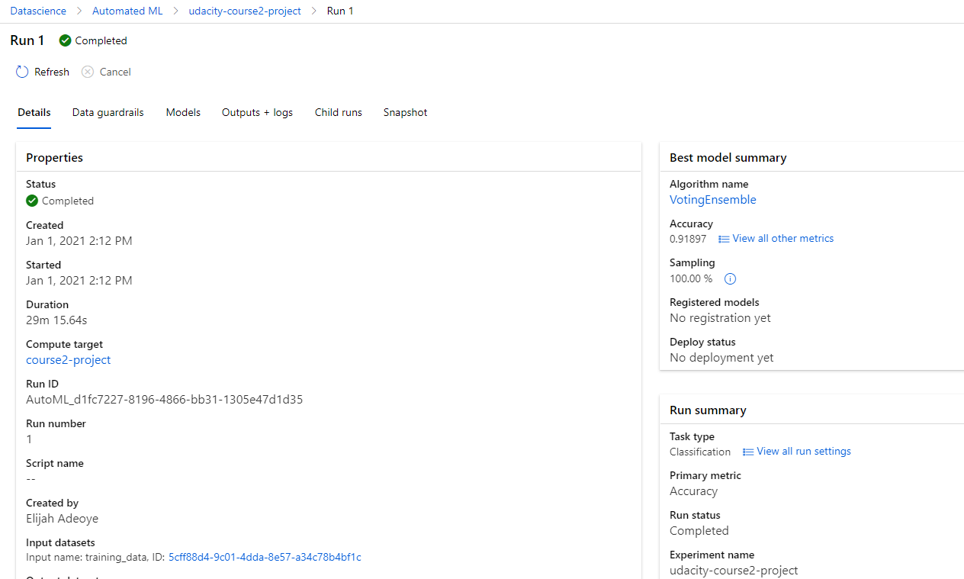 Datascience > Automated ML > udacity-course2-project > Run 1
Run 1 Completed
Refresh Cancel
Details Data guardrails Models Outputs + logs Child runs Snapshot
Properties
Status
Completed
Created
Jan 1, 2021 2:12 PM
Started
Jan 1, 2021 2:12 PM
Duration
29m 15.64s
Compute target
course2-project
Run ID
AutoML_d1fc7227-8196-4866-bb31-1305e47d1d35
Run number
1
Script name
--
Created by
Elijah Adeoye
Input datasets
Input name: training_data, ID: 5cff88d4-9c01-4dda-8e57-a34c78b4bf1c
Best model summary
Algorithm name
VotingEnsemble
Accuracy
0.91897 View all other metrics
Sampling
100.00 %
Registered models
No registration yet
Deploy status
No deployment yet
Run summary
Task type
Classification View all run settings
Primary metric
Accuracy
Run status
Completed
Experiment name
udacity-course2-project